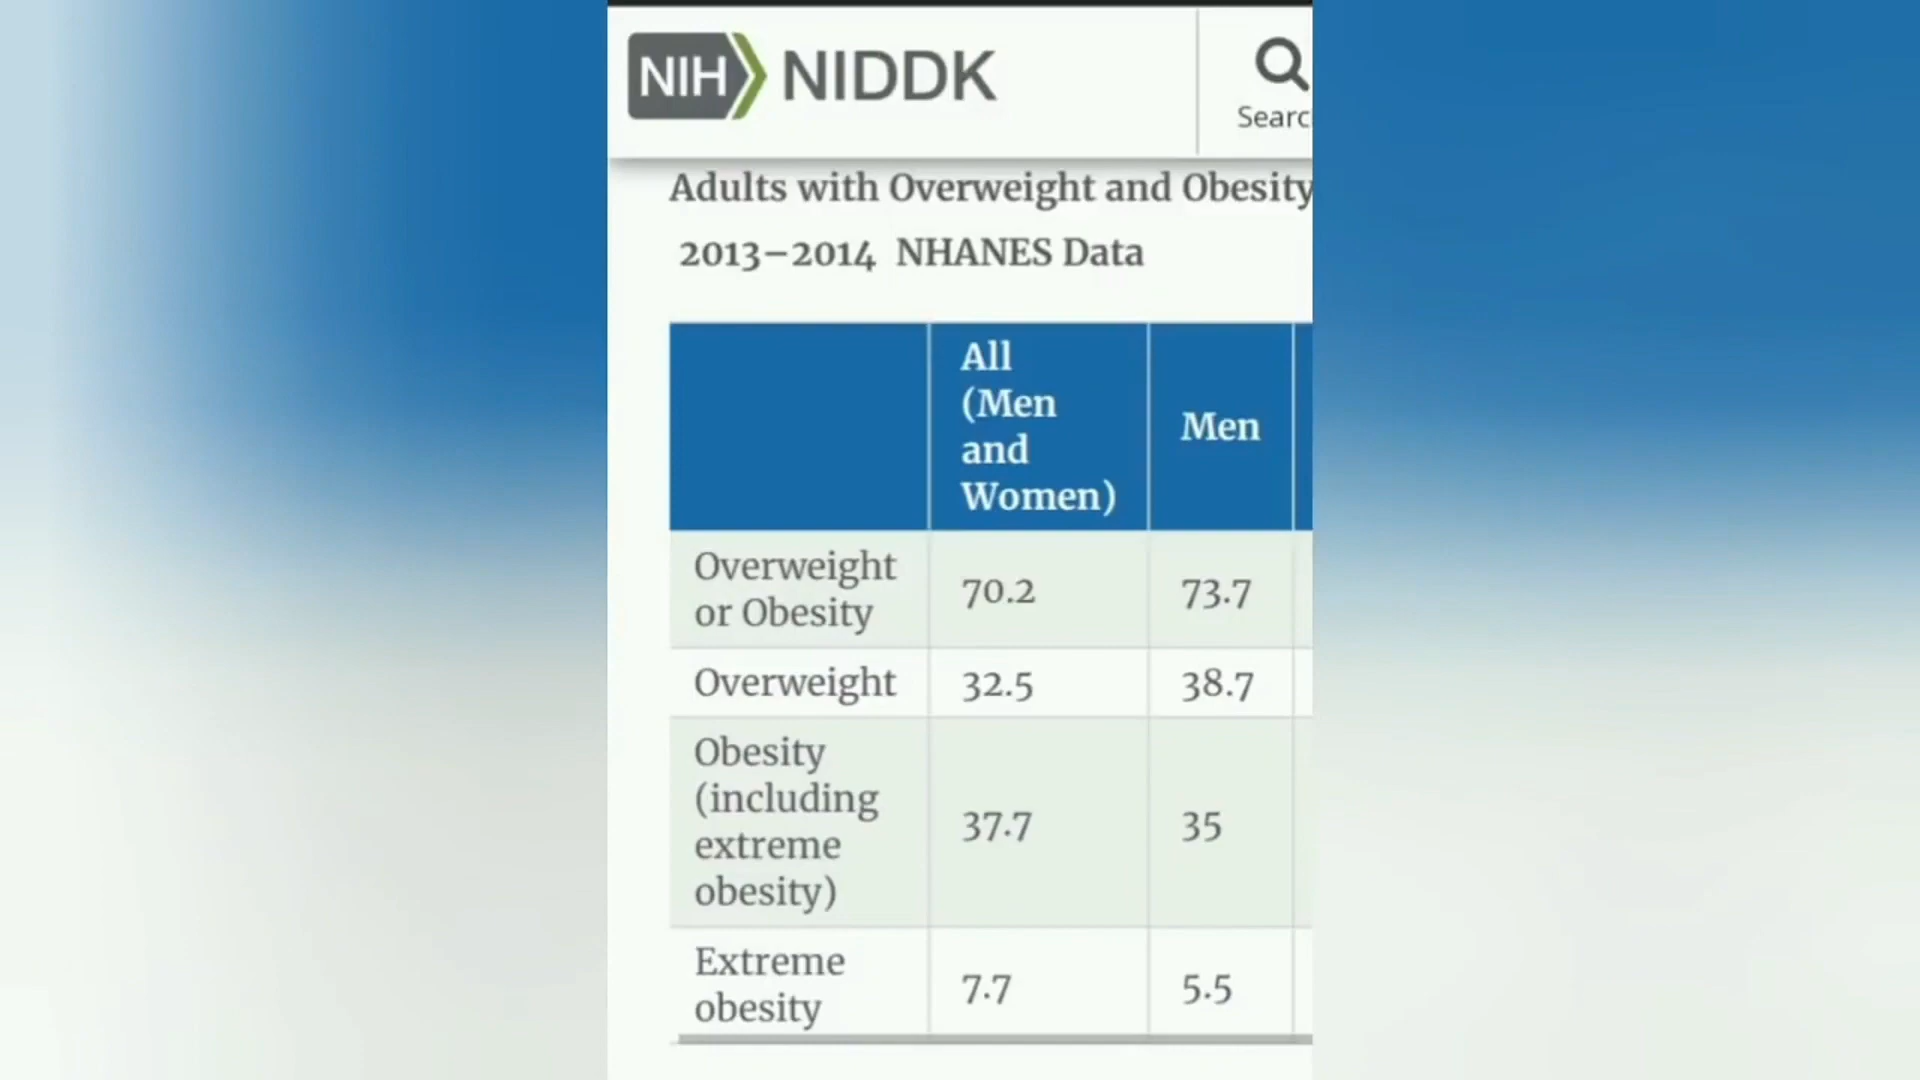 NIH NIDDK
Adults with Overweight and Obesity
2013–2014 NHANES Data
All
(Men
and
Women)
Men
Overweight
or Obesity
70.2
73.7
Overweight
32.5
38.7
Obesity
(including
extreme
obesity)
37.7
35
Extreme
obesity
7.7
5.5